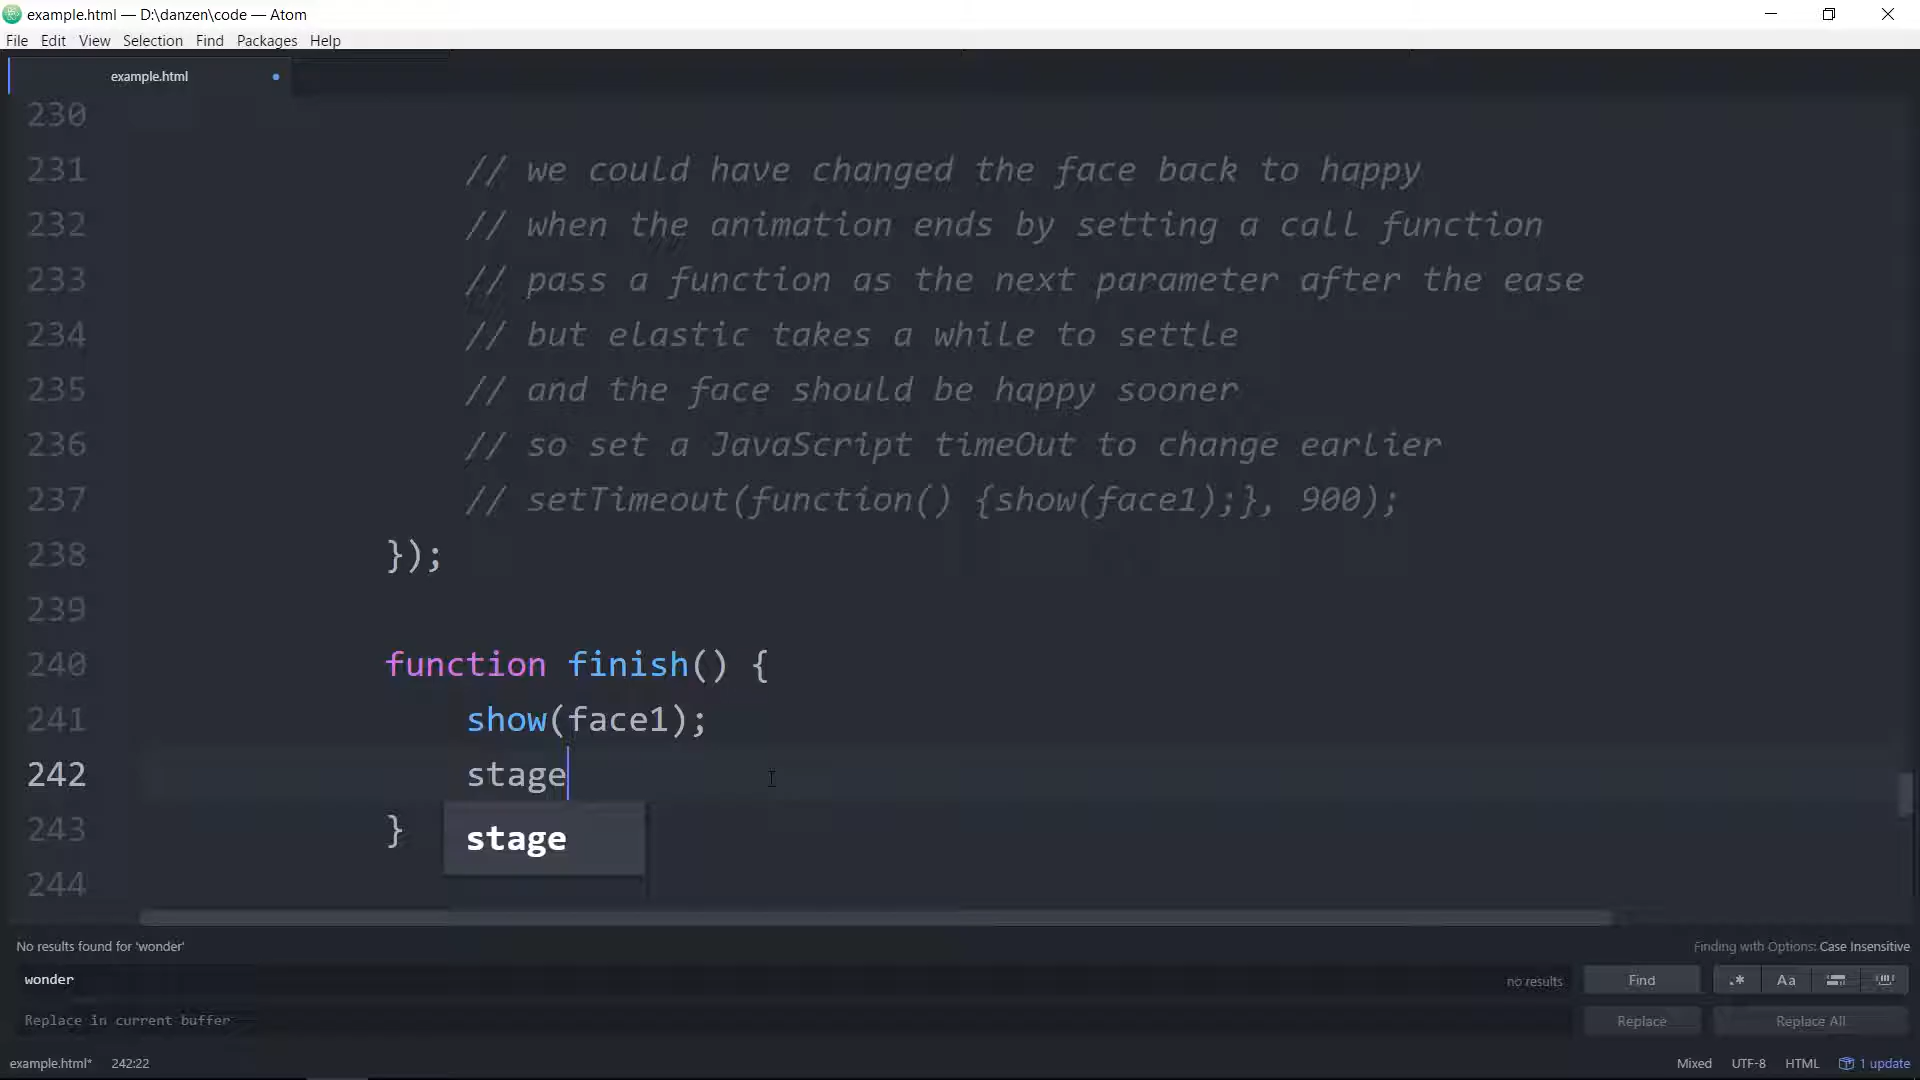 example.html — D:\danzen\code — Atom
File Edit View Selection Find Packages Help
example.html
230
231 // we could have changed the face back to happy
232 // when the animation ends by setting a call function
233 // pass a function as the next parameter after the ease
234 // but elastic takes a while to settle
235 // and the face should be happy sooner
236 // so set a JavaScript timeOut to change earlier
237 // setTimeout(function() {show(face1);}, 900);
238 });
239
240 function finish() {
241 show(face1);
242 stage
243 }
stage
244
No results found for 'wonder' Finding with Options: Case Insensitive
wonder no results Find .* Aa
Replace in current buffer Replace Replace All
example.html* 242:22 Mixed UTF-8 HTML 1 update